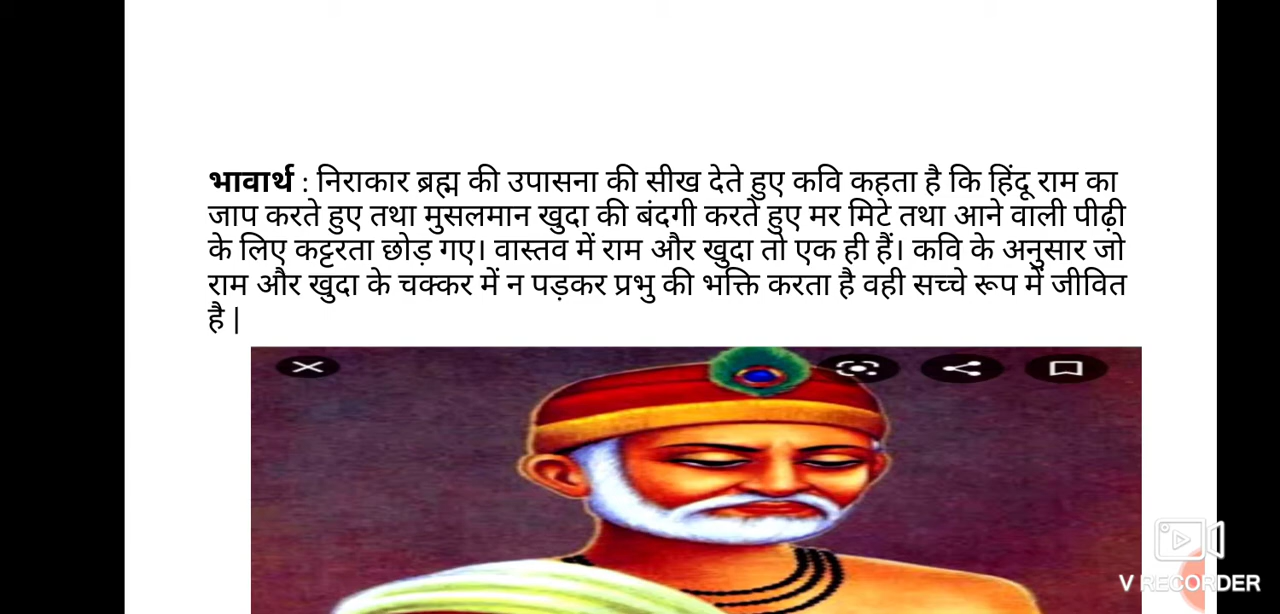 भावार्थ : निराकार ब्रह्म की उपासना की सीख देते हुए कवि कहता है कि हिंदू राम का
जाप करते हुए तथा मुसलमान खुदा की बंदगी करते हुए मर मिटे तथा आने वाली पीढ़ी
के लिए कट्टरता छोड़ गए। वास्तव में राम और खुदा तो एक ही हैं। कवि के अनुसार जो
राम और खुदा के चक्कर में न पड़कर प्रभु की भक्ति करता है वही सच्चे रूप में जीवित
है |
V RECORDER